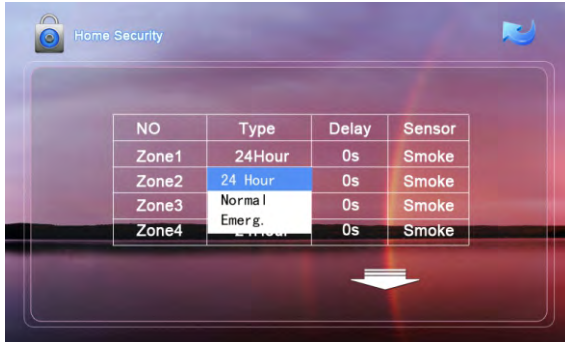 Home Security
NO Type Delay Sensor
Zone1 24Hour 0s Smoke
Zone2 24 Hour 0s Smoke
Zone3 Normal 0s Smoke
Emerg.
Zone4 0s Smoke